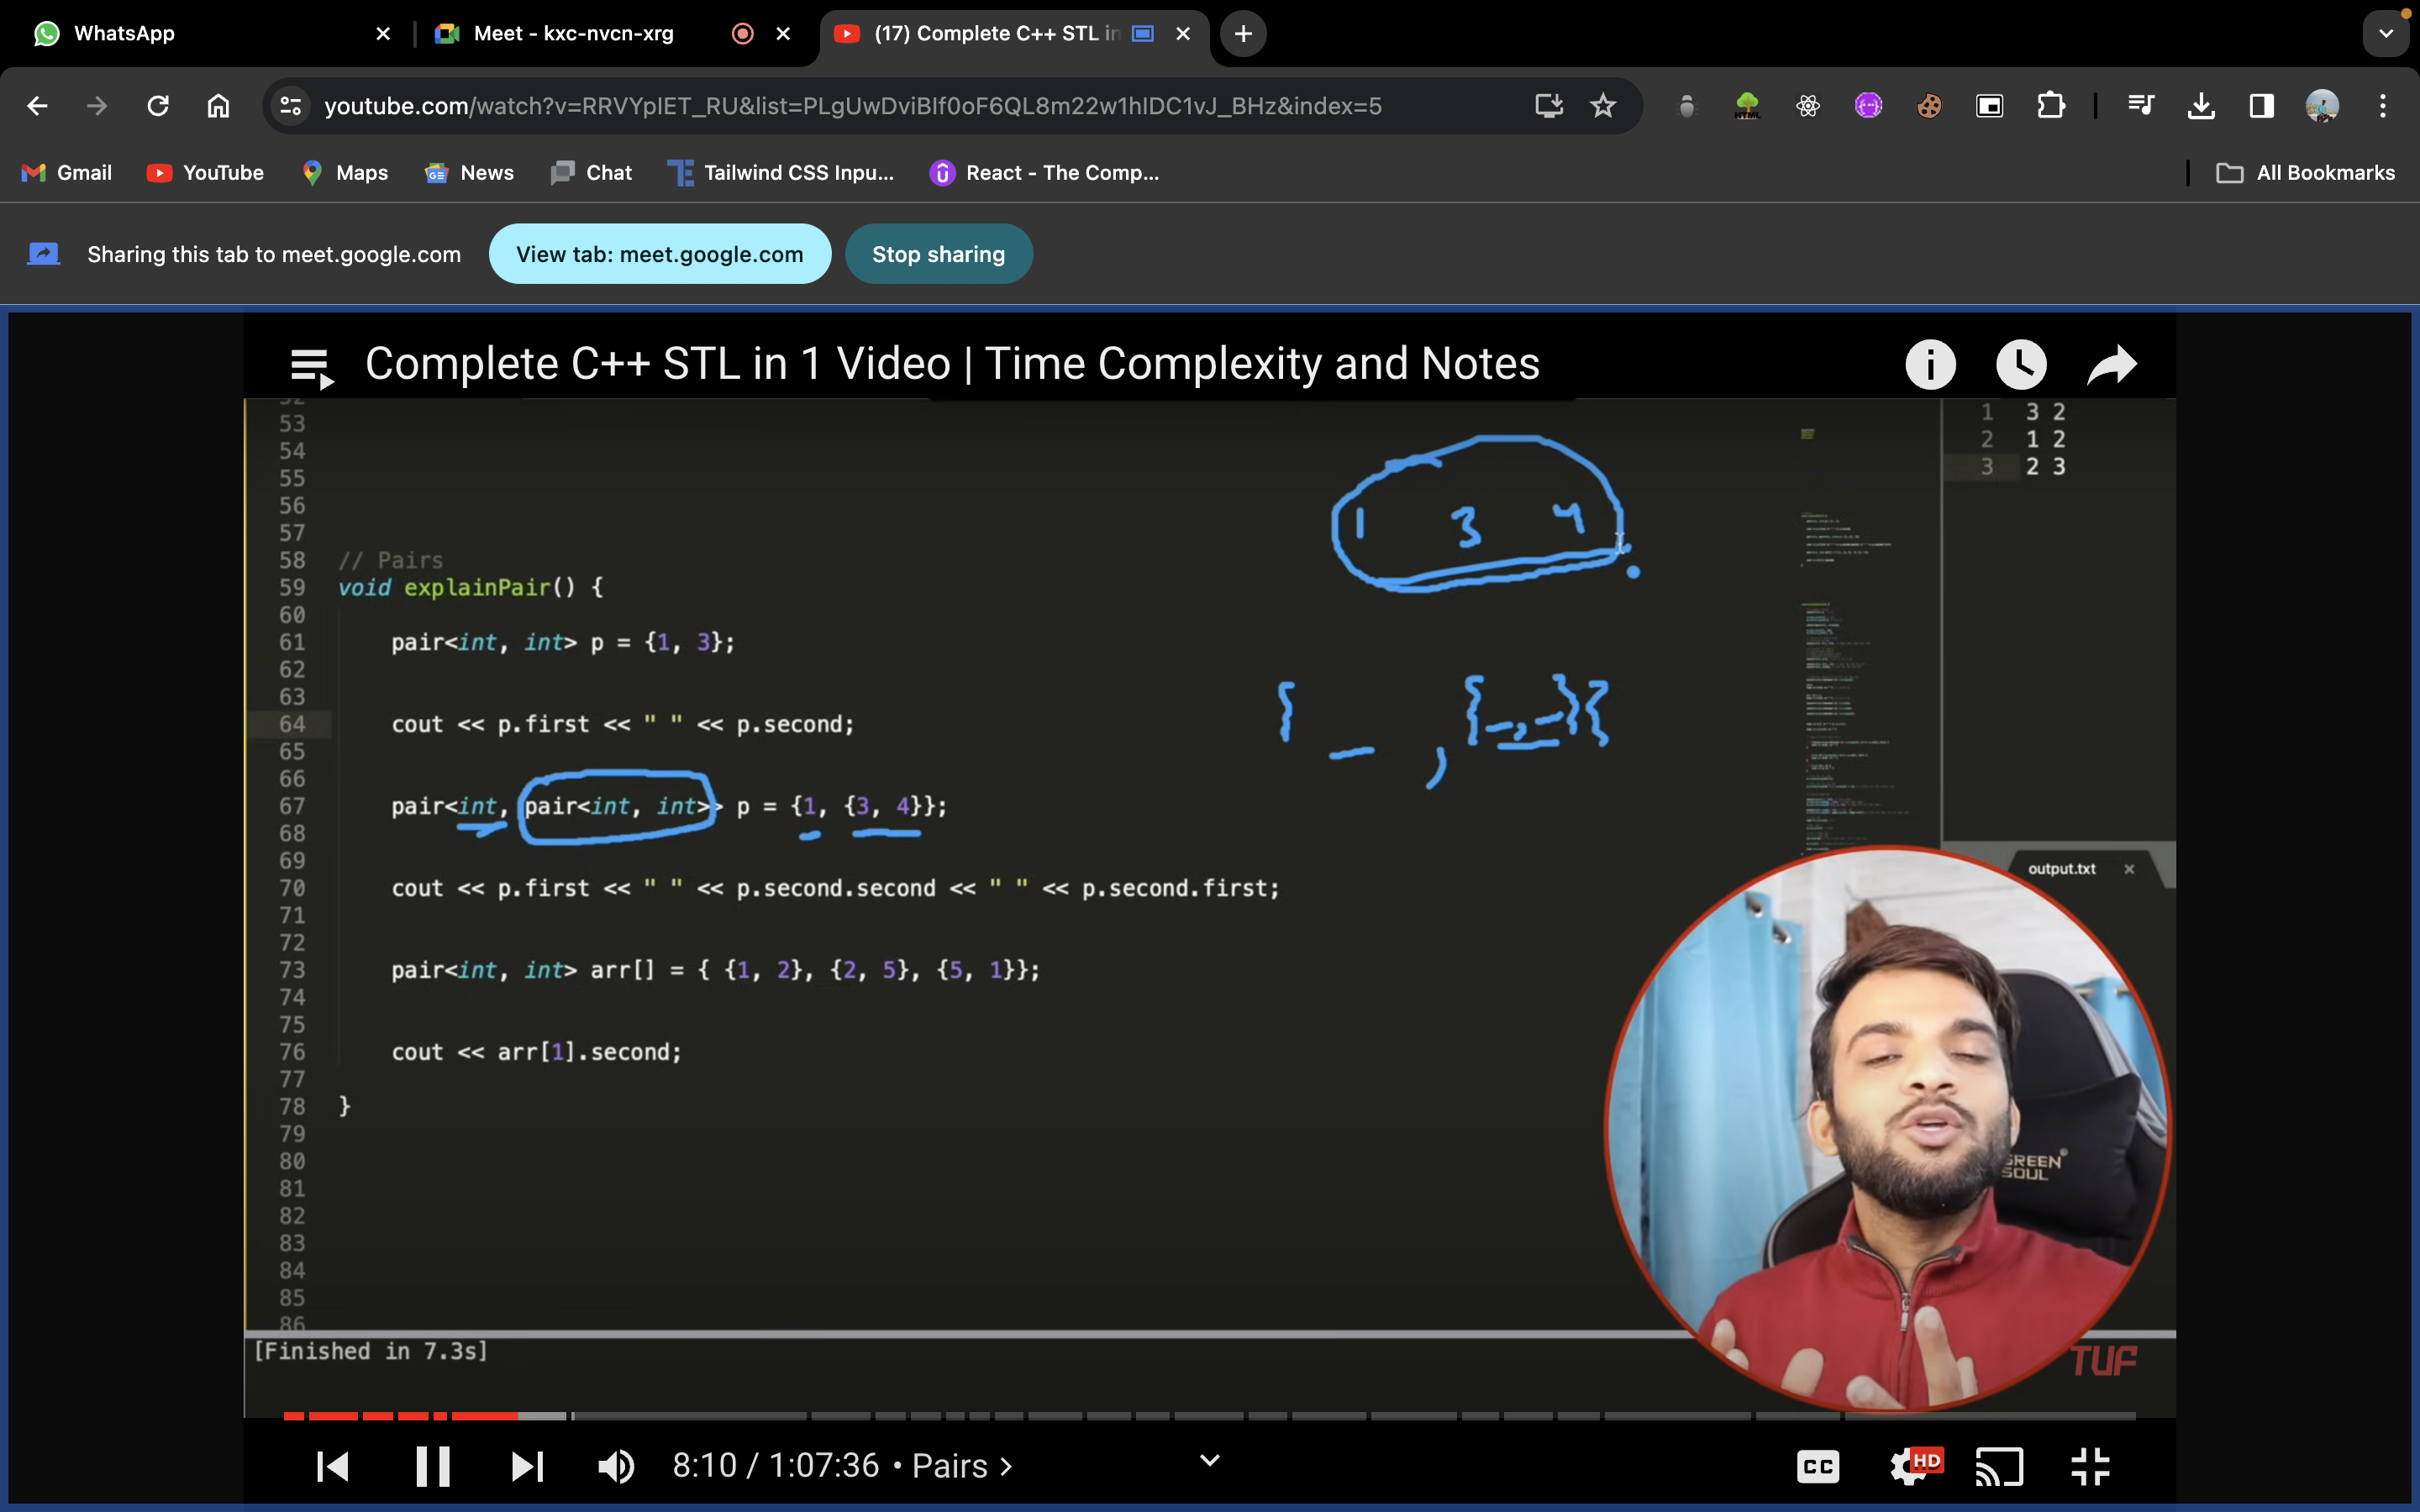 WhatsApp
Meet - kxc-nvcn-xrg
(17) Complete C++ STL in
youtube.com/watch?v=RRVYpIET_RU&list=PLgUwDviBIf0oF6QL8m22w1hIDC1vJ_BHz&index=5
Gmail YouTube Maps News Chat Tailwind CSS Inpu... React - The Comp... All Bookmarks
Sharing this tab to meet.google.com View tab: meet.google.com Stop sharing
Complete C++ STL in 1 Video | Time Complexity and Notes
52
53
54
55
56
57
58 // Pairs
59 void explainPair() {
60
61 pair<int, int> p = {1, 3};
62
63
64 cout << p.first << " " << p.second;
65
66
67 pair<int, pair<int, int>> p = {1, {3, 4}};
68
69
70 cout << p.first << " " << p.second.second << " " << p.second.first;
71
72
73 pair<int, int> arr[] = { {1, 2}, {2, 5}, {5, 1}};
74
75
76 cout << arr[1].second;
77
78 }
79
80
81
82
83
84
85
86
1 3 4
{ _ , {_,_}}
1 3 2
2 1 2
3 2 3
output.txt
GREEN
SOUL
[Finished in 7.3s]
TUF
8:10 / 1:07:36 • Pairs >
CC HD